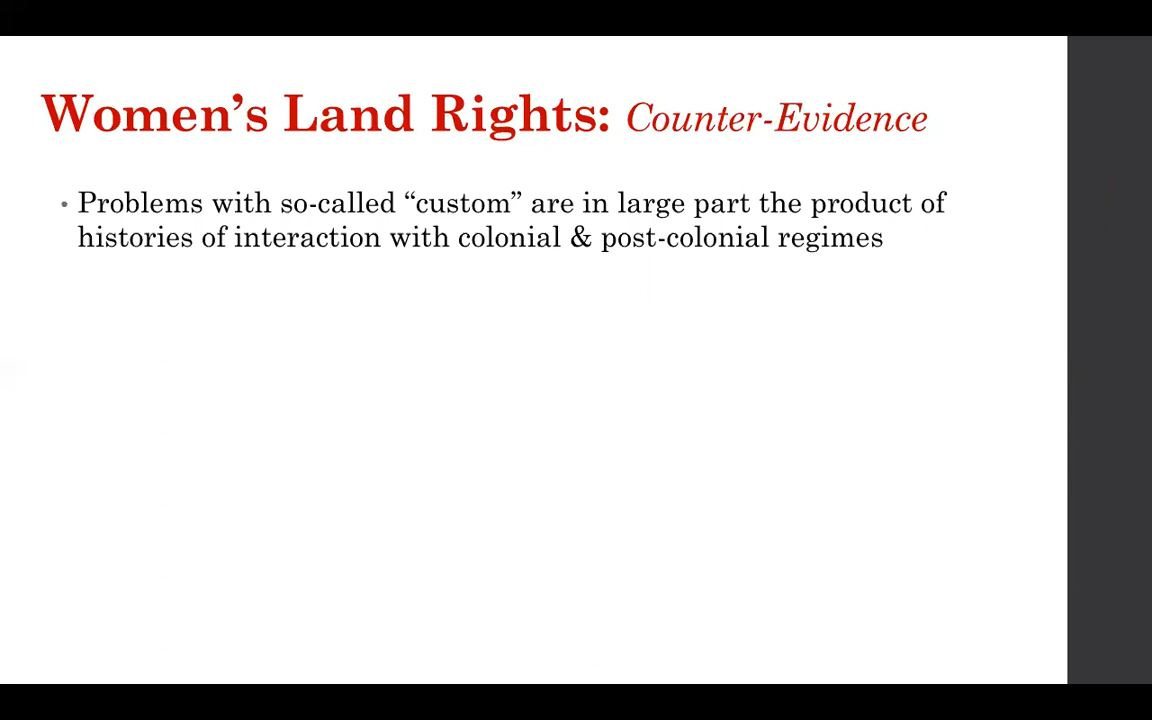 Women’s Land Rights: Counter-Evidence
• Problems with so-called “custom” are in large part the product of
histories of interaction with colonial & post-colonial regimes